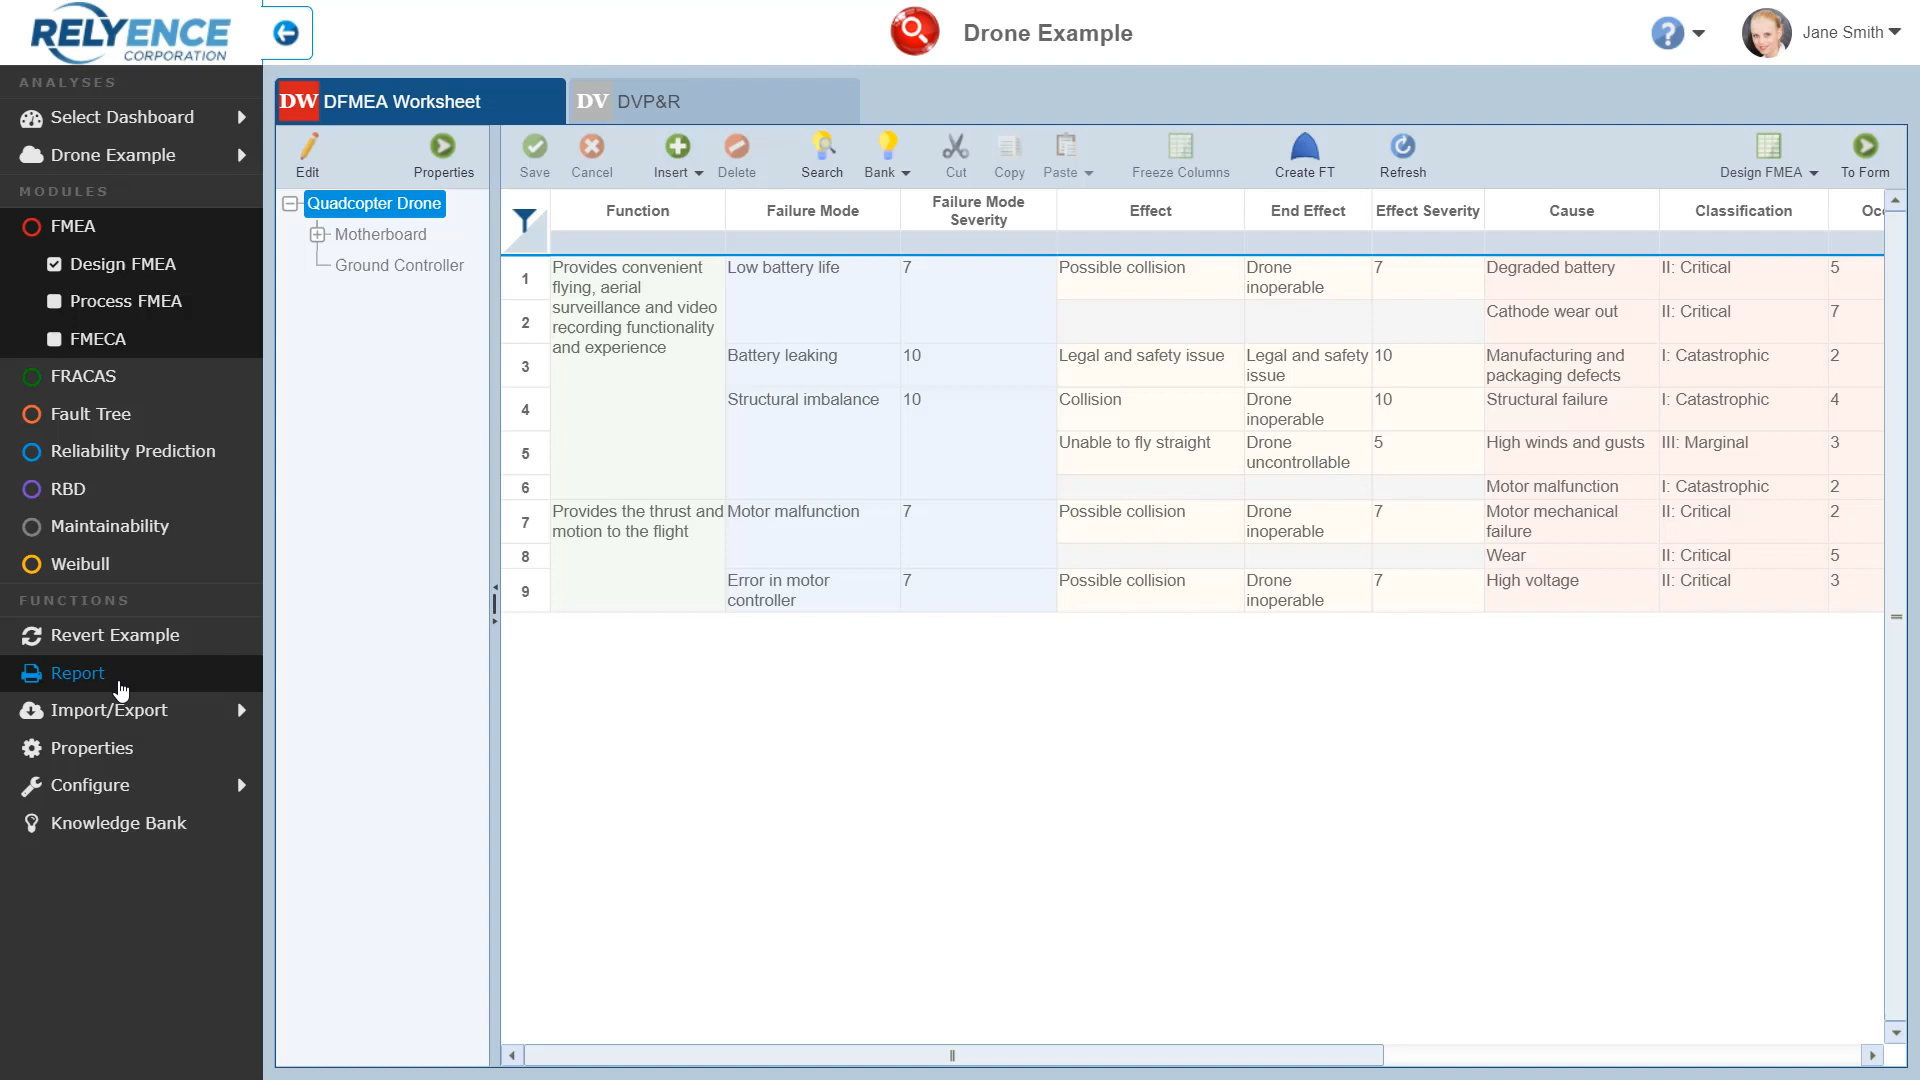 RELYENCE
CORPORATION
Drone Example
?
Jane Smith
ANALYSES
Select Dashboard
Drone Example
MODULES
FMEA
Design FMEA
Process FMEA
FMECA
FRACAS
Fault Tree
Reliability Prediction
RBD
Maintainability
Weibull
FUNCTIONS
Revert Example
Report
Import/Export
Properties
Configure
Knowledge Bank
DW DFMEA Worksheet
DV DVP&R
Edit
Properties
Save
Cancel
Insert
Delete
Search
Bank
Cut
Copy
Paste
Freeze Columns
Create FT
Refresh
Design FMEA
To Form
Quadcopter Drone
Motherboard
Ground Controller
Function
Failure Mode
Failure Mode
Severity
Effect
End Effect
Effect Severity
Cause
Classification
Occ
1
Provides convenient
flying, aerial
surveillance and video
recording functionality
and experience
Low battery life
7
Possible collision
Drone
inoperable
7
Degraded battery
II: Critical
5
2
Cathode wear out
II: Critical
7
3
Battery leaking
10
Legal and safety issue
Legal and safety
issue
10
Manufacturing and
packaging defects
I: Catastrophic
2
4
Structural imbalance
10
Collision
Drone
inoperable
10
Structural failure
I: Catastrophic
4
5
Unable to fly straight
Drone
uncontrollable
5
High winds and gusts
III: Marginal
3
6
Motor malfunction
I: Catastrophic
2
7
Provides the thrust and
motion to the flight
Motor malfunction
7
Possible collision
Drone
inoperable
7
Motor mechanical
failure
II: Critical
2
8
Wear
II: Critical
5
9
Error in motor
controller
7
Possible collision
Drone
inoperable
7
High voltage
II: Critical
3